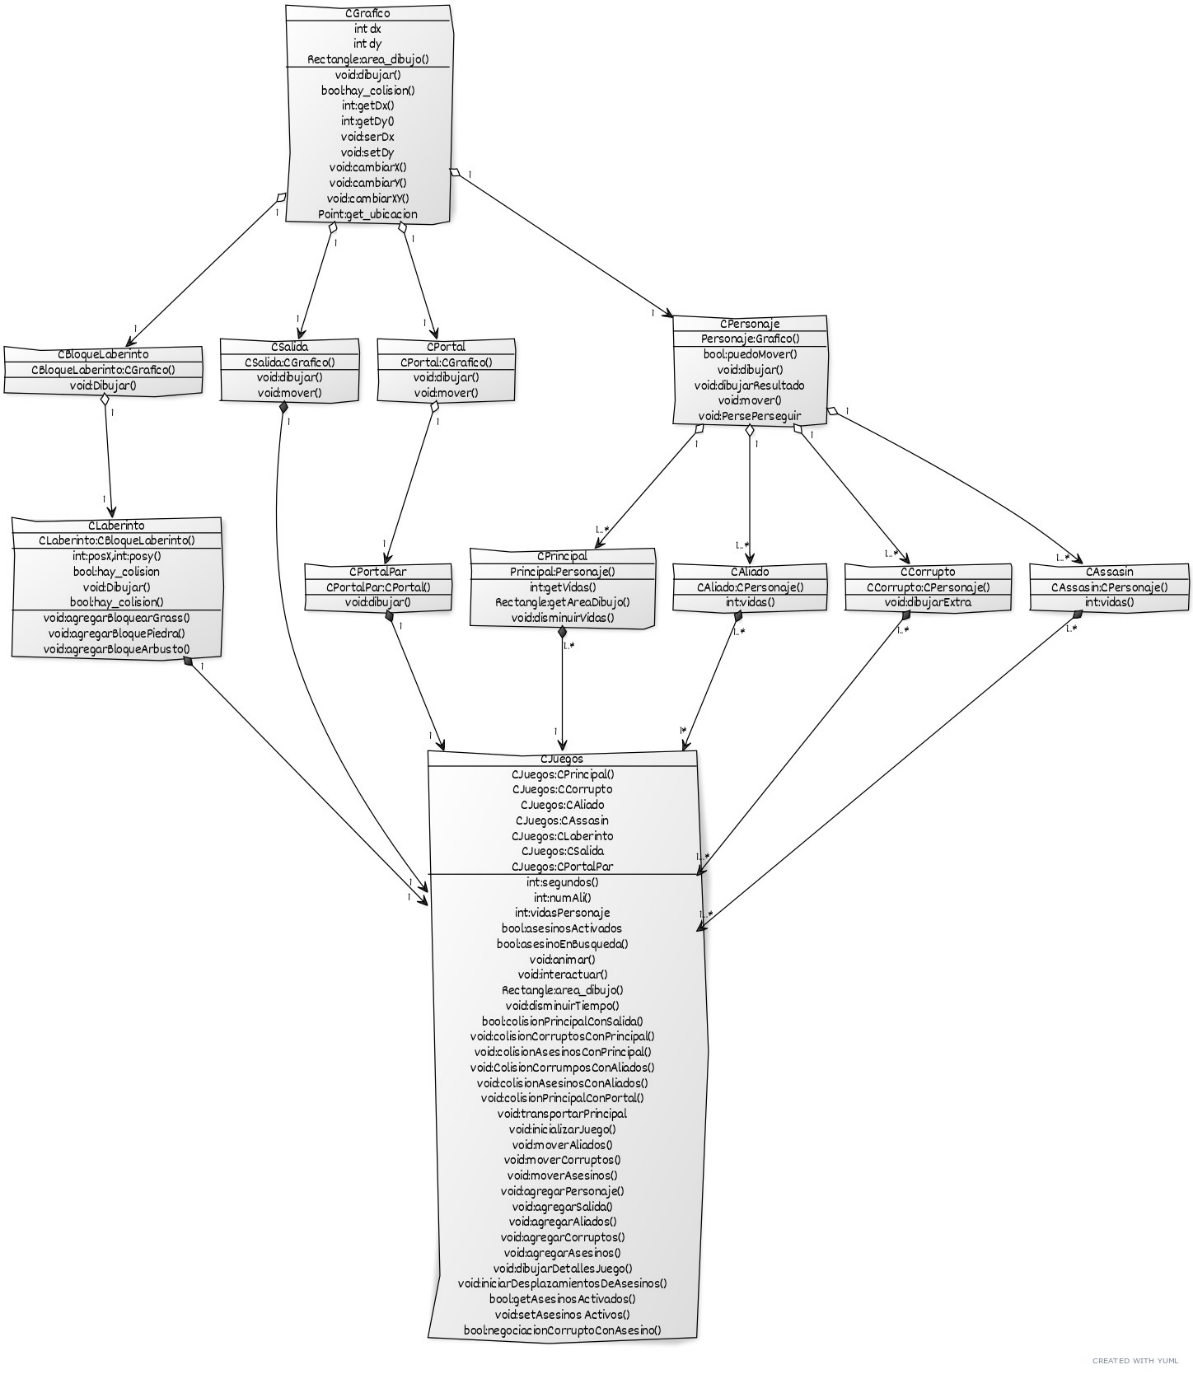 CGrafico
int dx
int dy
Rectangle:area_dibujo()
void:dibujar()
bool:hay_colision()
int:getDx()
int:getDy()
void:serDx
void:setDy
void:cambiarX()
void:cambiarY()
void:cambiarXY()
Point:get_ubicacion
1
1
1
1
1
1
1
1
CBloqueLaberinto
CBloqueLaberinto:CGrafico()
void:Dibujar()
1
CSalida
CSalida:CGrafico()
void:dibujar()
void:mover()
1
CPortal
CPortal:CGrafico()
void:dibujar()
void:mover()
1
CPersonaje
Personaje:Grafico()
bool:puedoMover()
void:dibujar()
void:dibujarResultado
void:mover()
void:PersePerseguir
1
1
1
1
1
1
1..*
1..*
1..*
1..*
CLaberinto
CLaberinto:CBloqueLaberinto()
int:posX,int:posy()
bool:hay_colision
void:Dibujar()
bool:hay_colision()
void:agregarBloquearGrass()
void:agregarBloquePiedra()
void:agregarBloqueArbusto()
1
CPortalPar
CPortalPar:CPortal()
void:dibujar()
1
CPrincipal
Principal:Personaje()
int:getVidas()
Rectangle:getAreaDibujo()
void:disminuirVidas()
1..*
CAliado
CAliado:CPersonaje()
int:vidas()
1..*
CCorrupto
CCorrupto:CPersonaje()
void:dibujarExtra
1..*
CAssasin
CAssasin:CPersonaje()
int:vidas()
1..*
1
1
1*
1..*
1..*
1
1
CJuegos
CJuegos:CPrincipal()
CJuegos:CCorrupto
CJuegos:CAliado
CJuegos:CAssasin
CJuegos:CLaberinto
CJuegos:CSalida
CJuegos:CPortalPar
int:segundos()
int:numAli()
int:vidasPersonaje
bool:asesinosActivados
bool:asesinoEnBusqueda()
void:animar()
void:interactuar()
Rectangle:area_dibujo()
void:disminuirTiempo()
bool:colisionPrincipalConSalida()
void:colisionCorruptosConPrincipal()
void:colisionAsesinosConPrincipal()
void:ColisionCorrumposConAliados()
void:colisionAsesinosConAliados()
void:colisionPrincipalConPortal()
void:transportarPrincipal
void:inicializarJuego()
void:moverAliados()
void:moverCorruptos()
void:moverAsesinos()
void:agregarPersonaje()
void:agregarSalida()
void:agregarAliados()
void:agregarCorruptos()
void:agregarAsesinos()
void:dibujarDetallesJuego()
void:iniciarDesplazamientosDeAsesinos()
bool:getAsesinosActivados()
void:setAsesinos Activos()
bool:negociacionCorruptoConAsesino()
CREATED WITH YUML